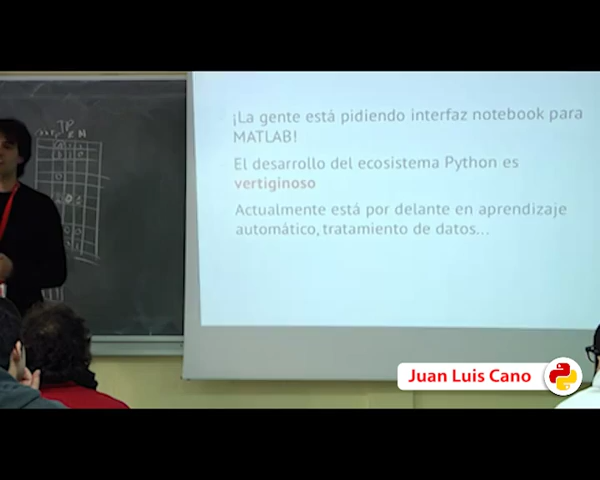 ¡La gente está pidiendo interfaz notebook para
MATLAB!
El desarrollo del ecosistema Python es
vertiginoso
Actualmente está por delante en aprendizaje
automático, tratamiento de datos...
Juan Luis Cano